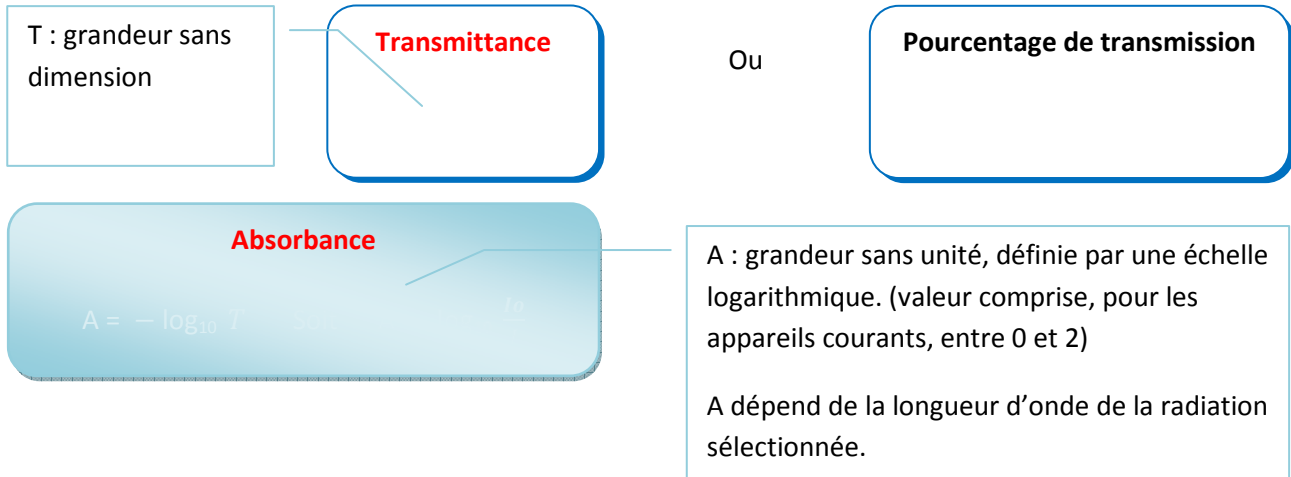 T : grandeur sans
dimension
Transmittance
Ou
Pourcentage de transmission
Absorbance
A = − log₁₀
A : grandeur sans unité, définie par une échelle
logarithmique. (valeur comprise, pour les
appareils courants, entre 0 et 2)
A dépend de la longueur d’onde de la radiation
sélectionnée.